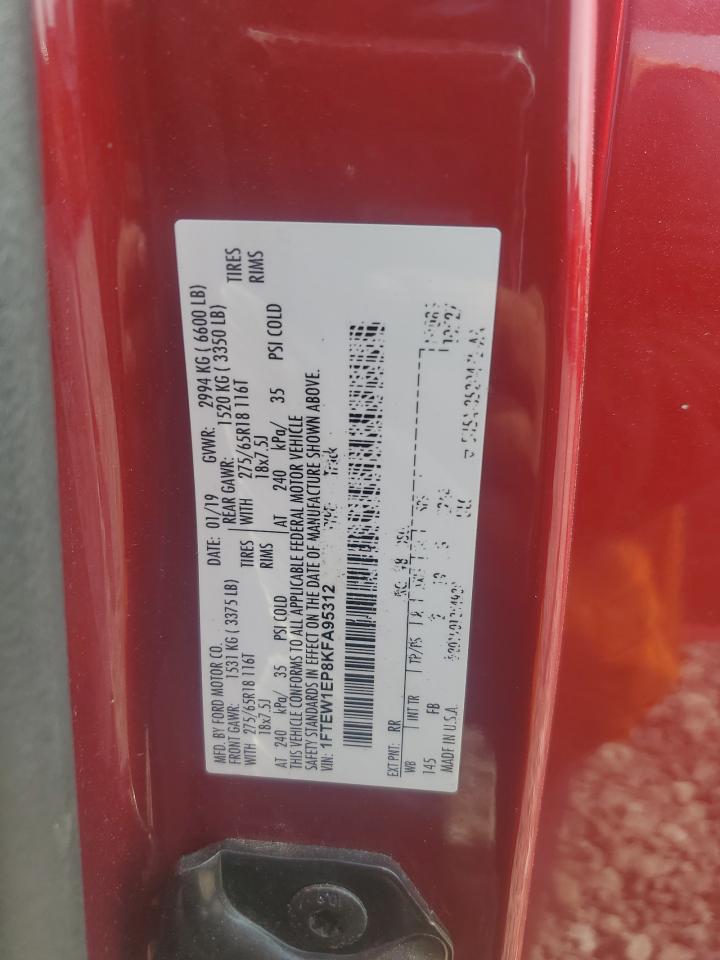 MFD. BY FORD MOTOR CO. DATE: 01/19 GVWR: 2994 KG ( 6600 LB)
FRONT GAWR: 1531 KG ( 3375 LB) REAR GAWR: 1520 KG ( 3350 LB)
WITH 275/65R18 116T TIRES WITH 275/65R18 116T TIRES
18x7.5J RIMS 18x7.5J RIMS
AT 240 kPa/ 35 PSI COLD AT 240 kPa/ 35 PSI COLD
THIS VEHICLE CONFORMS TO ALL APPLICABLE FEDERAL MOTOR VEHICLE
SAFETY STANDARDS IN EFFECT ON THE DATE OF MANUFACTURE SHOWN ABOVE.
VIN: 1FTEW1EP8KFA95312
EXT PNT: RR
WB INT TR TP/PS
145 FB
MADE IN U.S.A.